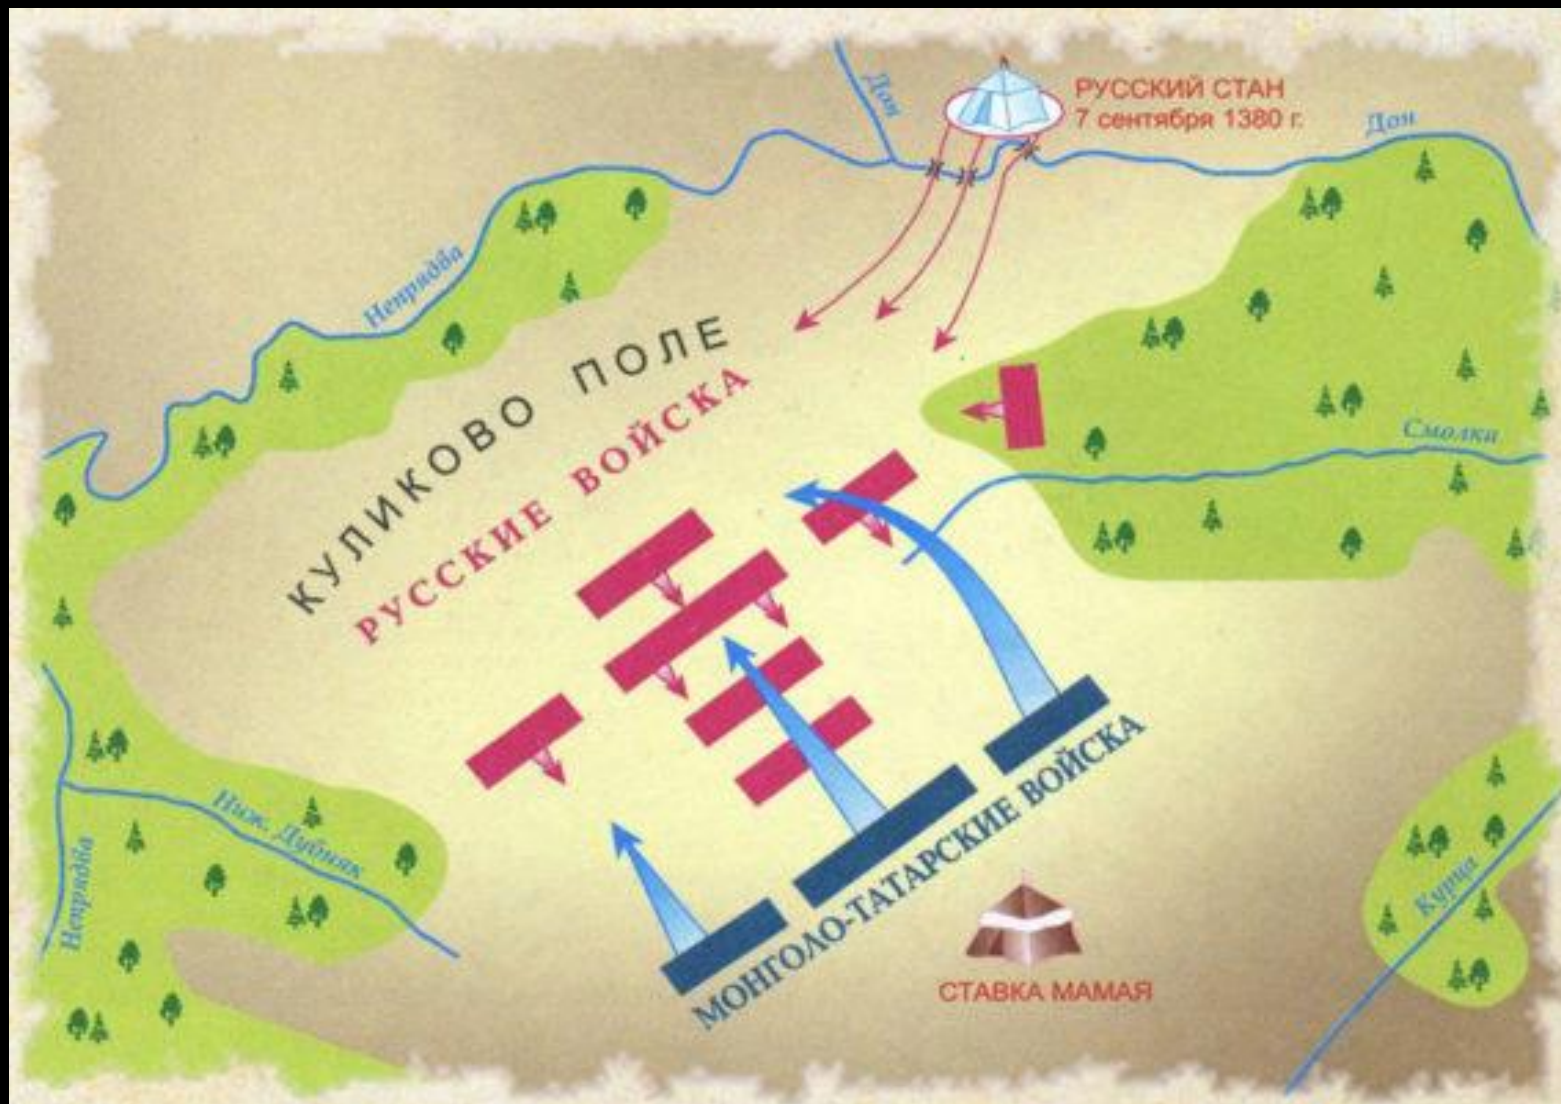 Дон
РУССКИЙ СТАН
7 сентября 1380 г.
Дон
Непрядва
КУЛИКОВО ПОЛЕ
РУССКИЕ ВОЙСКА
Смолка
Ниж. Дубняк
Непрядва
МОНГОЛО-ТАТАРСКИЕ ВОЙСКА
Курца
СТАВКА МАМАЯ